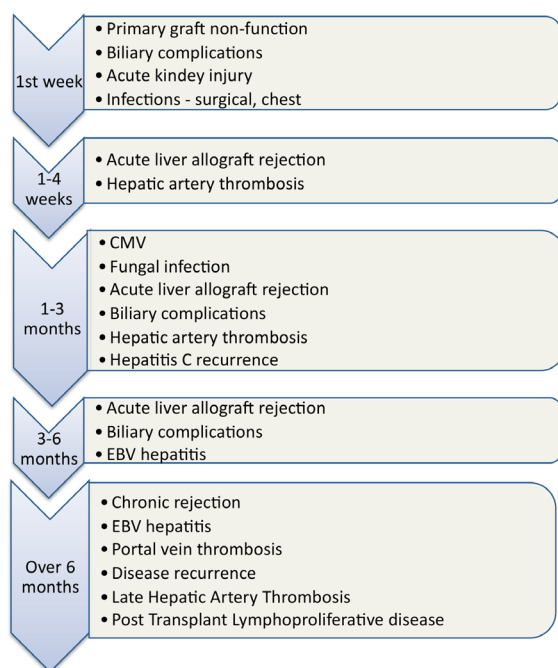 1st week
• Primary graft non-function
• Biliary complications
• Acute kindey injury
• Infections - surgical, chest
1-4
weeks
• Acute liver allograft rejection
• Hepatic artery thrombosis
1-3
months
• CMV
• Fungal infection
• Acute liver allograft rejection
• Biliary complications
• Hepatic artery thrombosis
• Hepatitis C recurrence
3-6
months
• Acute liver allograft rejection
• Biliary complications
• EBV hepatitis
Over 6
months
• Chronic rejection
• EBV hepatitis
• Portal vein thrombosis
• Disease recurrence
• Late Hepatic Artery Thrombosis
• Post Transplant Lymphoproliferative disease